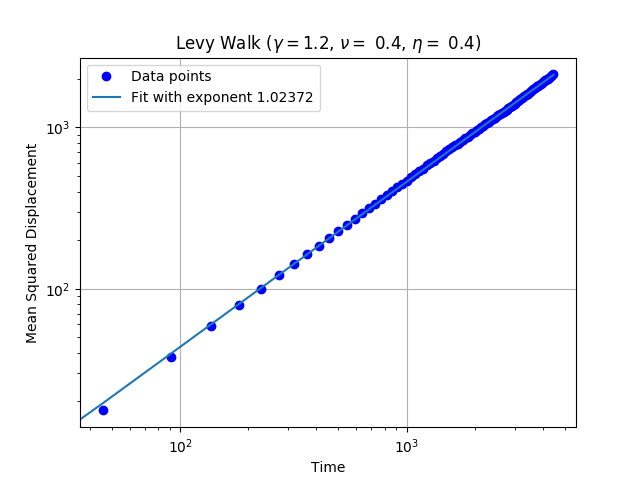 Levy Walk (γ = 1.2, ν = 0.4, η = 0.4)
Data points
Fit with exponent 1.02372
Mean Squared Displacement
10³
10²
10² 10³
Time